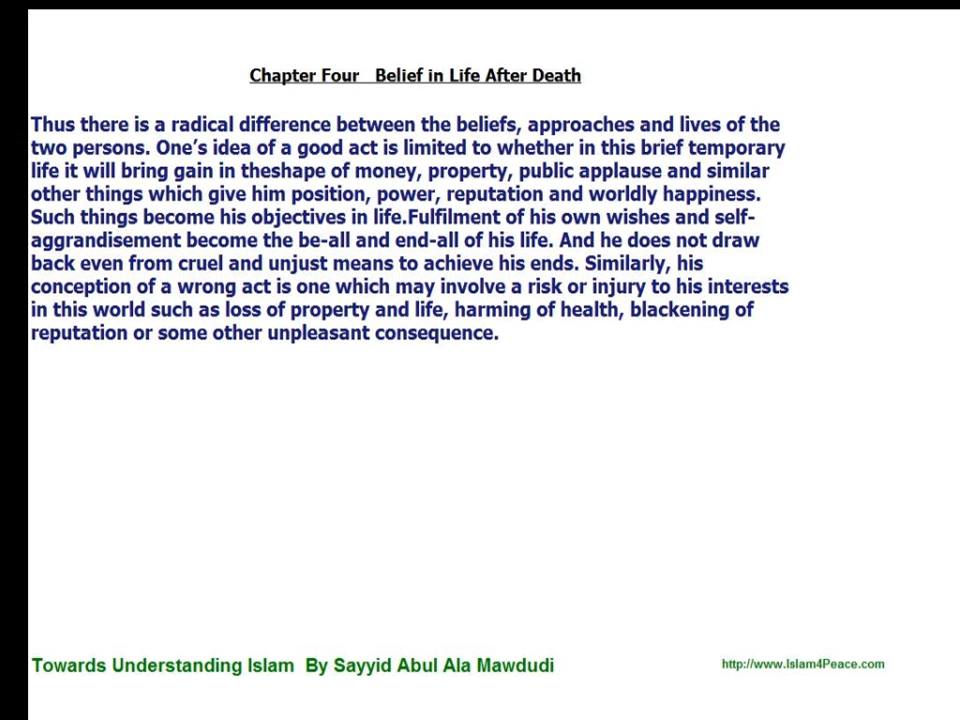 Chapter Four   Belief in Life After Death
Thus there is a radical difference between the beliefs, approaches and lives of the
two persons. One’s idea of a good act is limited to whether in this brief temporary
life it will bring gain in theshape of money, property, public applause and similar
other things which give him position, power, reputation and worldly happiness.
Such things become his objectives in life.Fulfilment of his own wishes and self-
aggrandisement become the be-all and end-all of his life. And he does not draw
back even from cruel and unjust means to achieve his ends. Similarly, his
conception of a wrong act is one which may involve a risk or injury to his interests
in this world such as loss of property and life, harming of health, blackening of
reputation or some other unpleasant consequence.
Towards Understanding Islam  By Sayyid Abul Ala Mawdudi
http://www.Islam4Peace.com